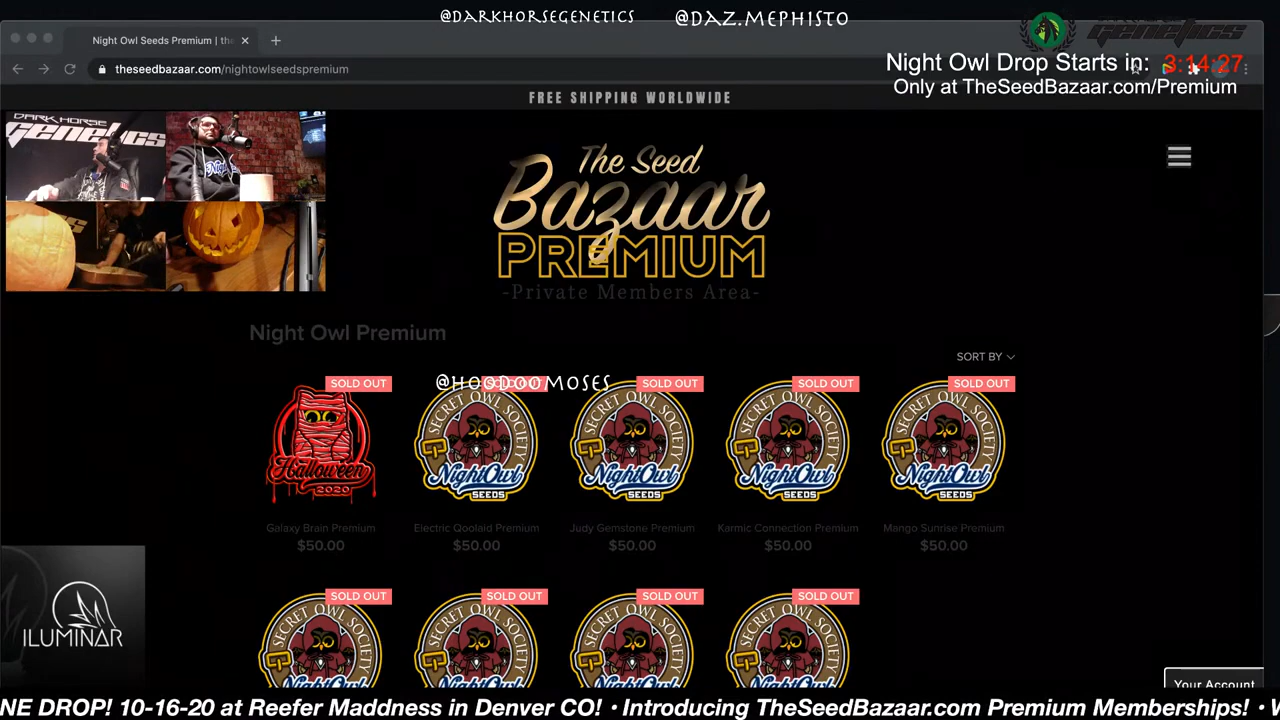 @DARKHORSEGENETICS
@DAZ.MEPHISTO
Night Owl Seeds Premium | the
theseedbazaar.com/nightowlseedspremium
GENETICS
Night Owl Drop Starts in: 3:14:27
Only at TheSeedBazaar.com/Premium
FREE SHIPPING WORLDWIDE
DARK HORSE
GENETICS
The Seed
Bazaar
PREMIUM
-Private Members Area-
Night Owl Premium
SORT BY
@HOODOOMOSES
SOLD OUT
SOLD OUT
SOLD OUT
SOLD OUT
SOLD OUT
Halloween
2020
SECRET OWL SOCIETY
NightOwl
SEEDS
SECRET OWL SOCIETY
NightOwl
SEEDS
SECRET OWL SOCIETY
NightOwl
SEEDS
SECRET OWL SOCIETY
NightOwl
SEEDS
Galaxy Brain Premium
$50.00
Electric Qoolaid Premium
$50.00
Judy Gemstone Premium
$50.00
Karmic Connection Premium
$50.00
Mango Sunrise Premium
$50.00
SOLD OUT
SOLD OUT
SOLD OUT
SOLD OUT
SECRET OWL SOCIETY
SECRET OWL SOCIETY
SECRET OWL SOCIETY
SECRET OWL SOCIETY
ILUMINAR
Your Account
NE DROP! 10-16-20 at Reefer Maddness in Denver CO! • Introducing TheSeedBazaar.com Premium Memberships! •